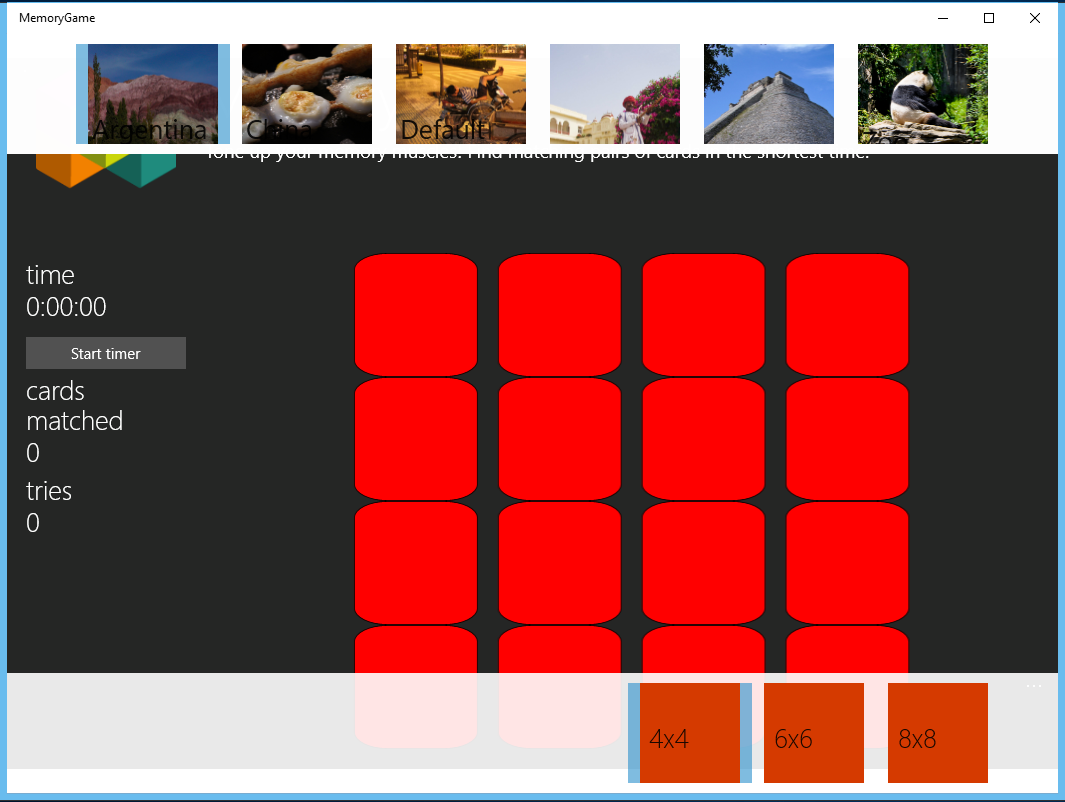 MemoryGame
Argentina
China
Default
Tone up your memory muscles! Find matching pairs of cards in the shortest time.
time
0:00:00
Start timer
cards
matched
0
tries
0
...
4x4
6x6
8x8